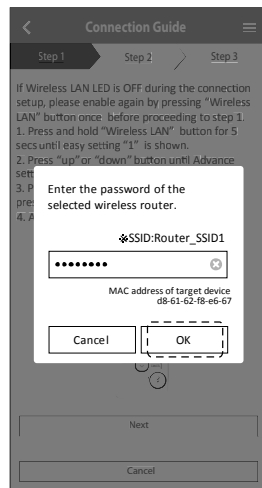 Connection Guide
Step 1 Step 2 Step 3
If Wireless LAN LED is OFF during the connection
setup, please enable again by pressing "Wireless
LAN" button once before proceeding to step 1.
1. Press and hold "Wireless LAN" button for 5
secs until easy setting "1" is shown.
2. Press "up"or "down" button until Advance
3. P
4. A
Enter the password of the
selected wireless router.
※SSID:Router_SSID1
••••••••
MAC address of target device
d8-61-62-f8-e6-67
Cancel OK
Next
Cancel